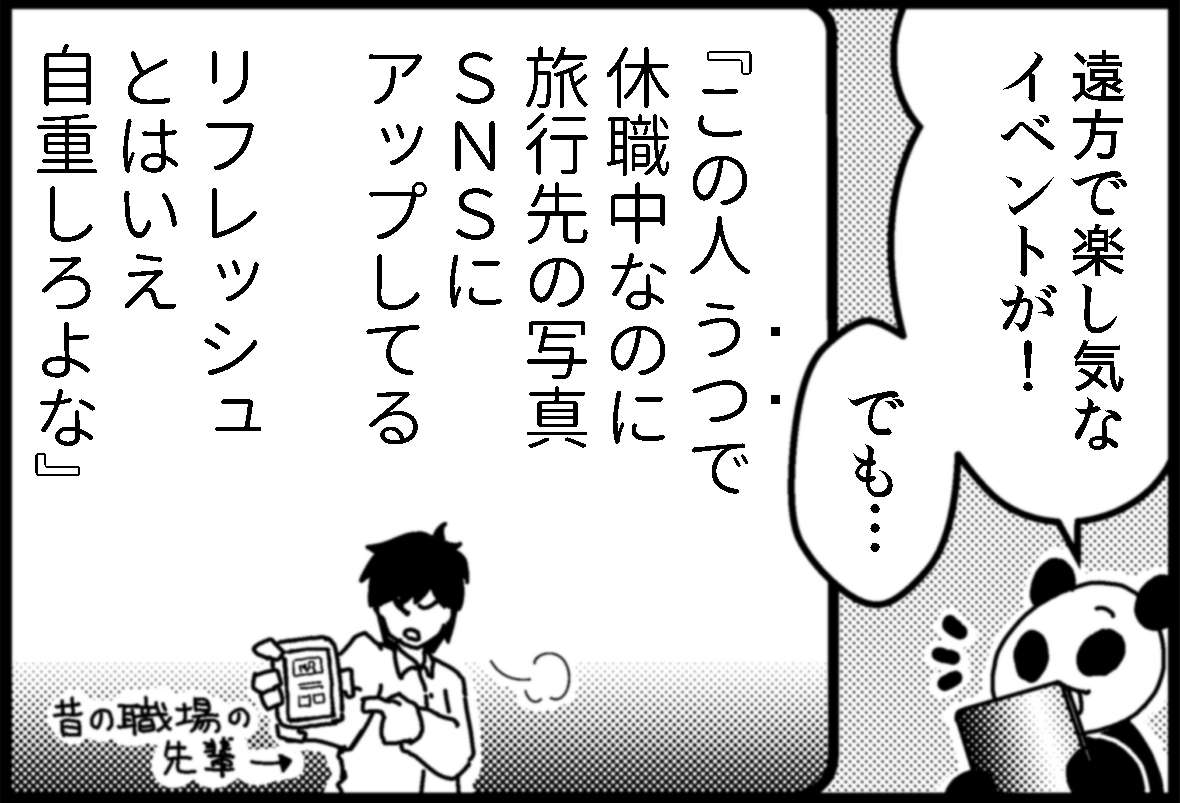 遠方で楽し気な
イベントが！
でも…
『この人うつで
休職中なのに
旅行先の写真
ＳＮＳに
アップしてる
リフレッシュ
とはいえ
自重しろよな』
昔の職場の
先輩→